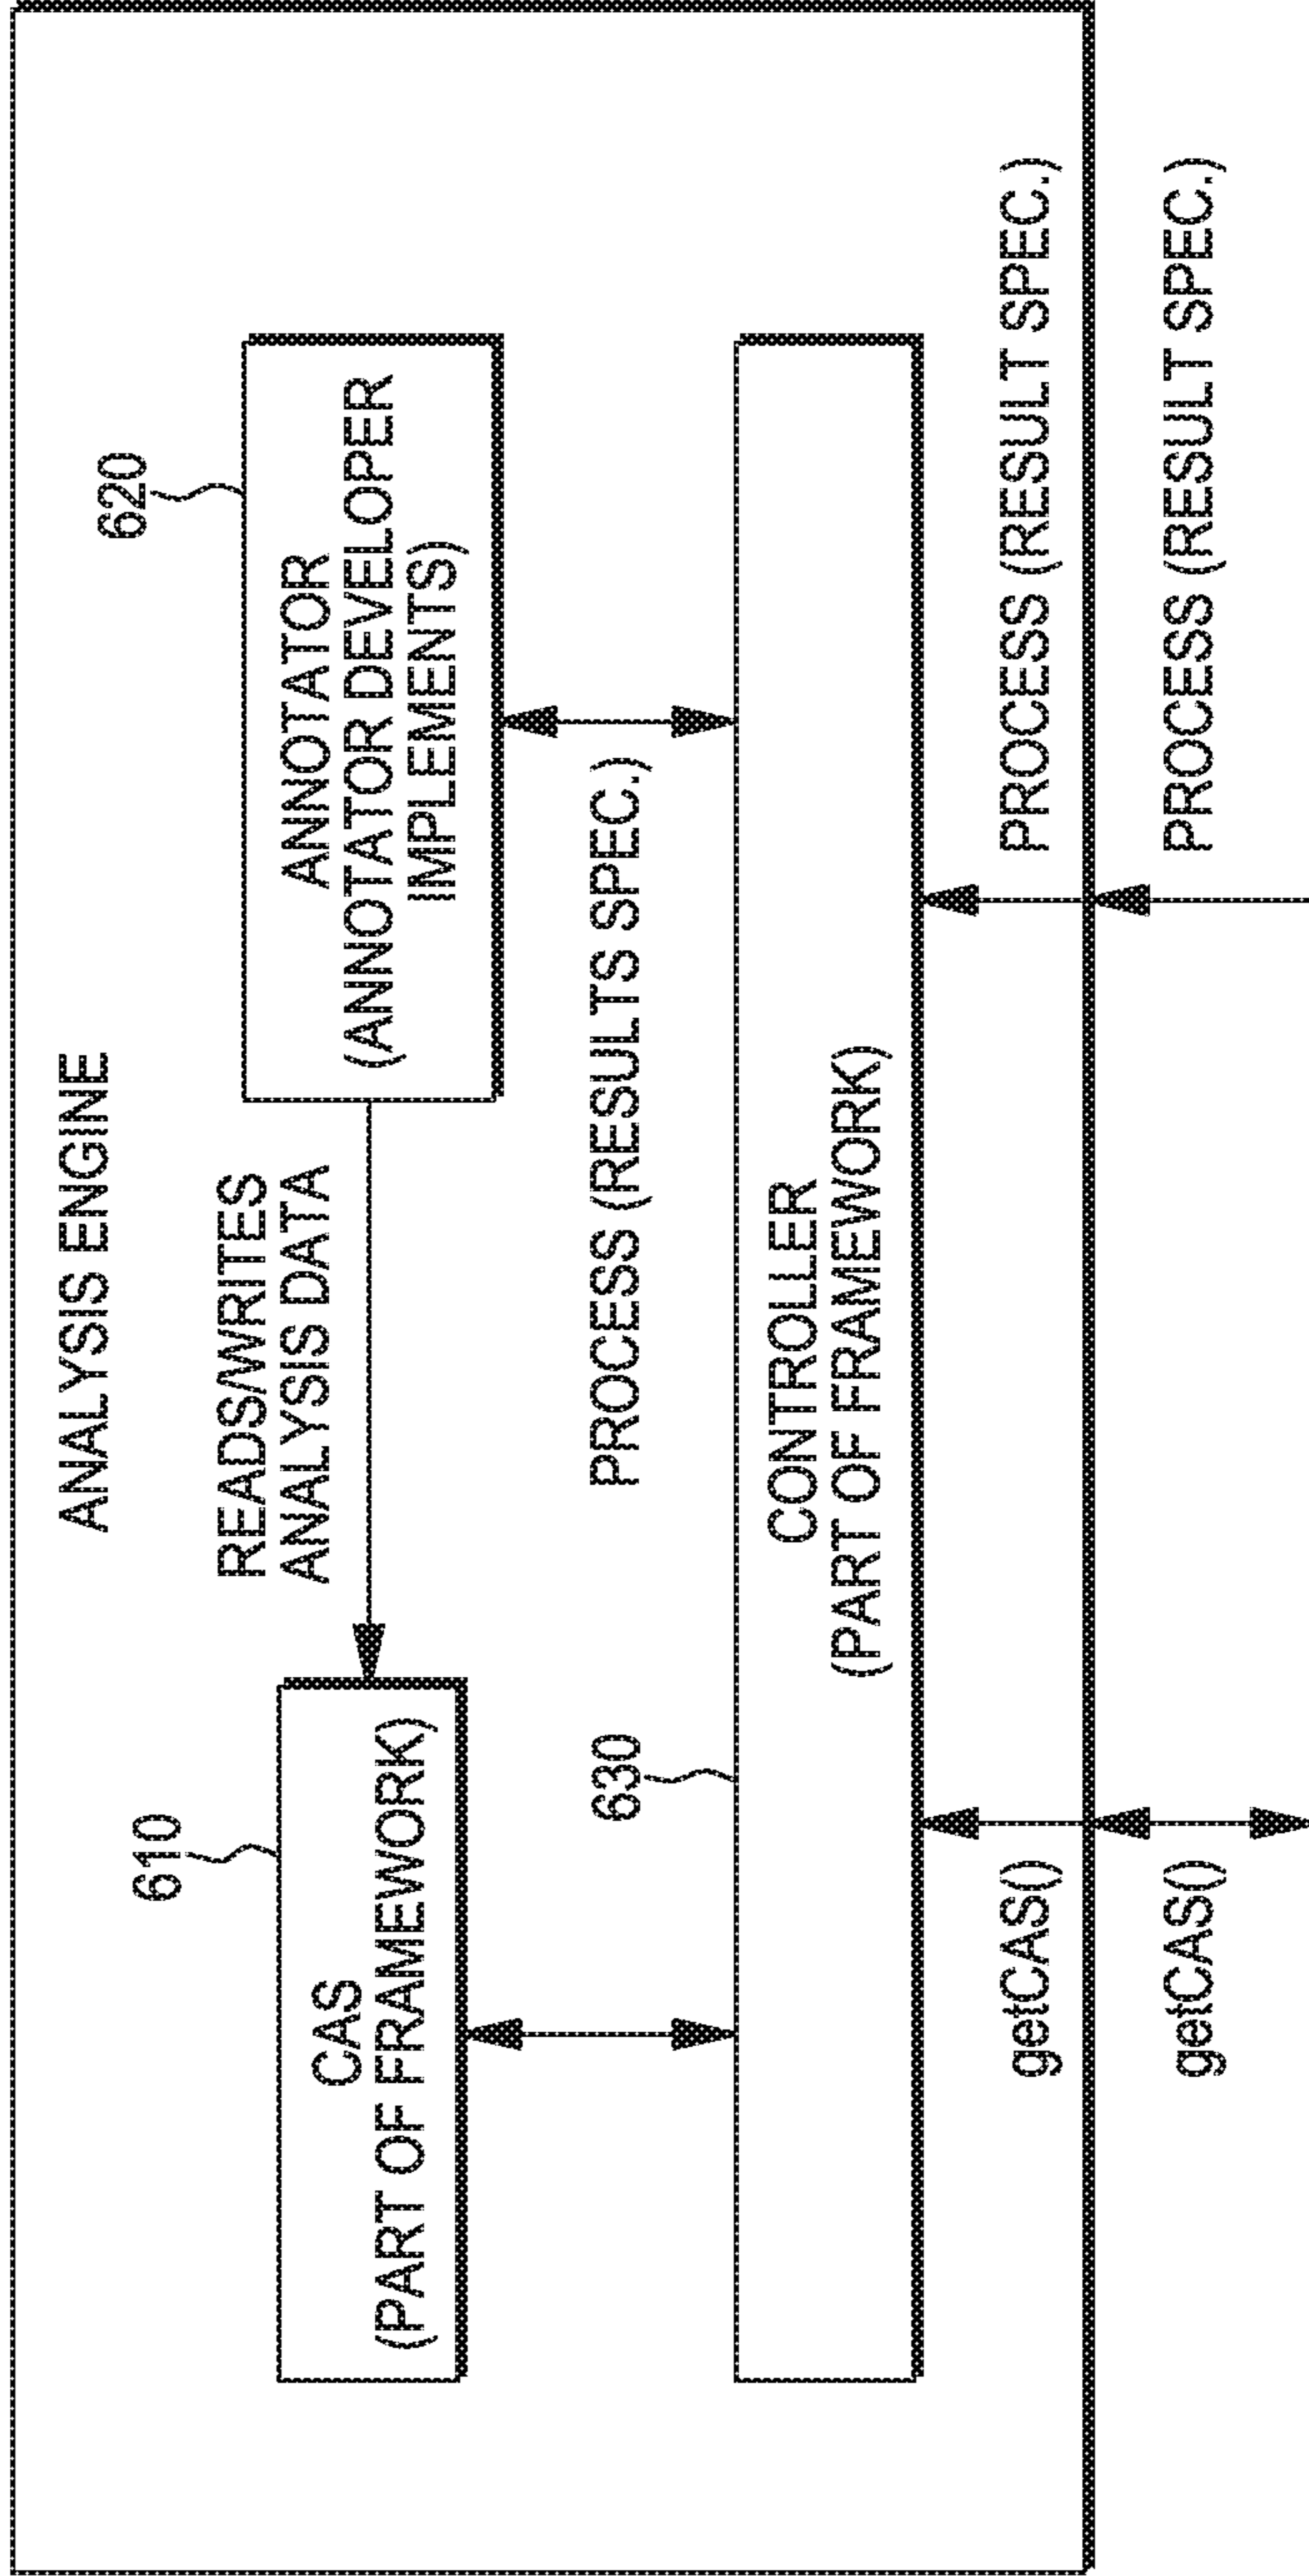 ANALYSIS ENGINE
610
CAS
(PART OF FRAMEWORK)
READS/WRITES
ANALYSIS DATA
620
ANNOTATOR
(ANNOTATOR DEVELOPER
IMPLEMENTS)
630
PROCESS (RESULTS SPEC.)
CONTROLLER
(PART OF FRAMEWORK)
getCAS()
PROCESS (RESULT SPEC.)
getCAS()
PROCESS (RESULT SPEC.)